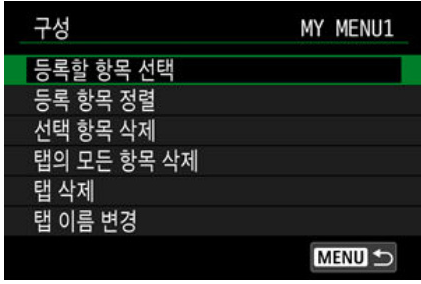 구성 MY MENU1
등록할 항목 선택
등록 항목 정렬
선택 항목 삭제
탭의 모든 항목 삭제
탭 삭제
탭 이름 변경
MENU